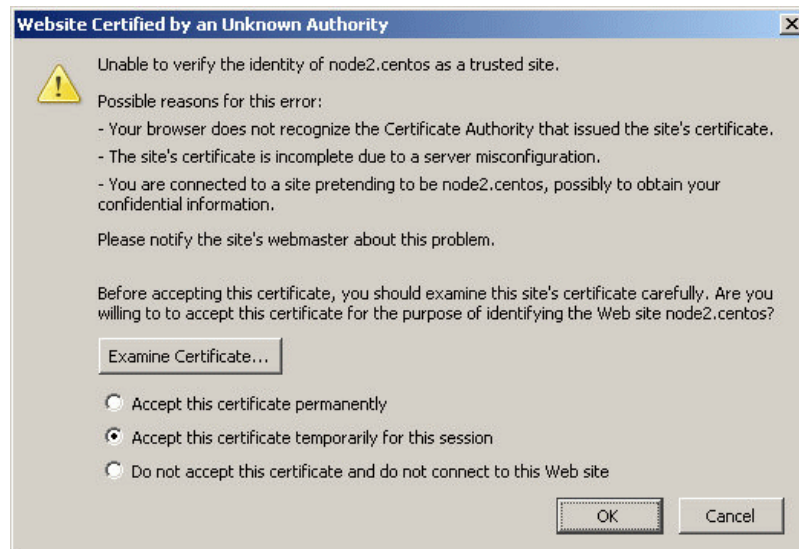 Website Certified by an Unknown Authority
Unable to verify the identity of node2.centos as a trusted site.
Possible reasons for this error:
- Your browser does not recognize the Certificate Authority that issued the site's certificate.
- The site's certificate is incomplete due to a server misconfiguration.
- You are connected to a site pretending to be node2.centos, possibly to obtain your
confidential information.
Please notify the site's webmaster about this problem.
Before accepting this certificate, you should examine this site's certificate carefully. Are you
willing to to accept this certificate for the purpose of identifying the Web site node2.centos?
Examine Certificate...
Accept this certificate permanently
Accept this certificate temporarily for this session
Do not accept this certificate and do not connect to this Web site
OK Cancel